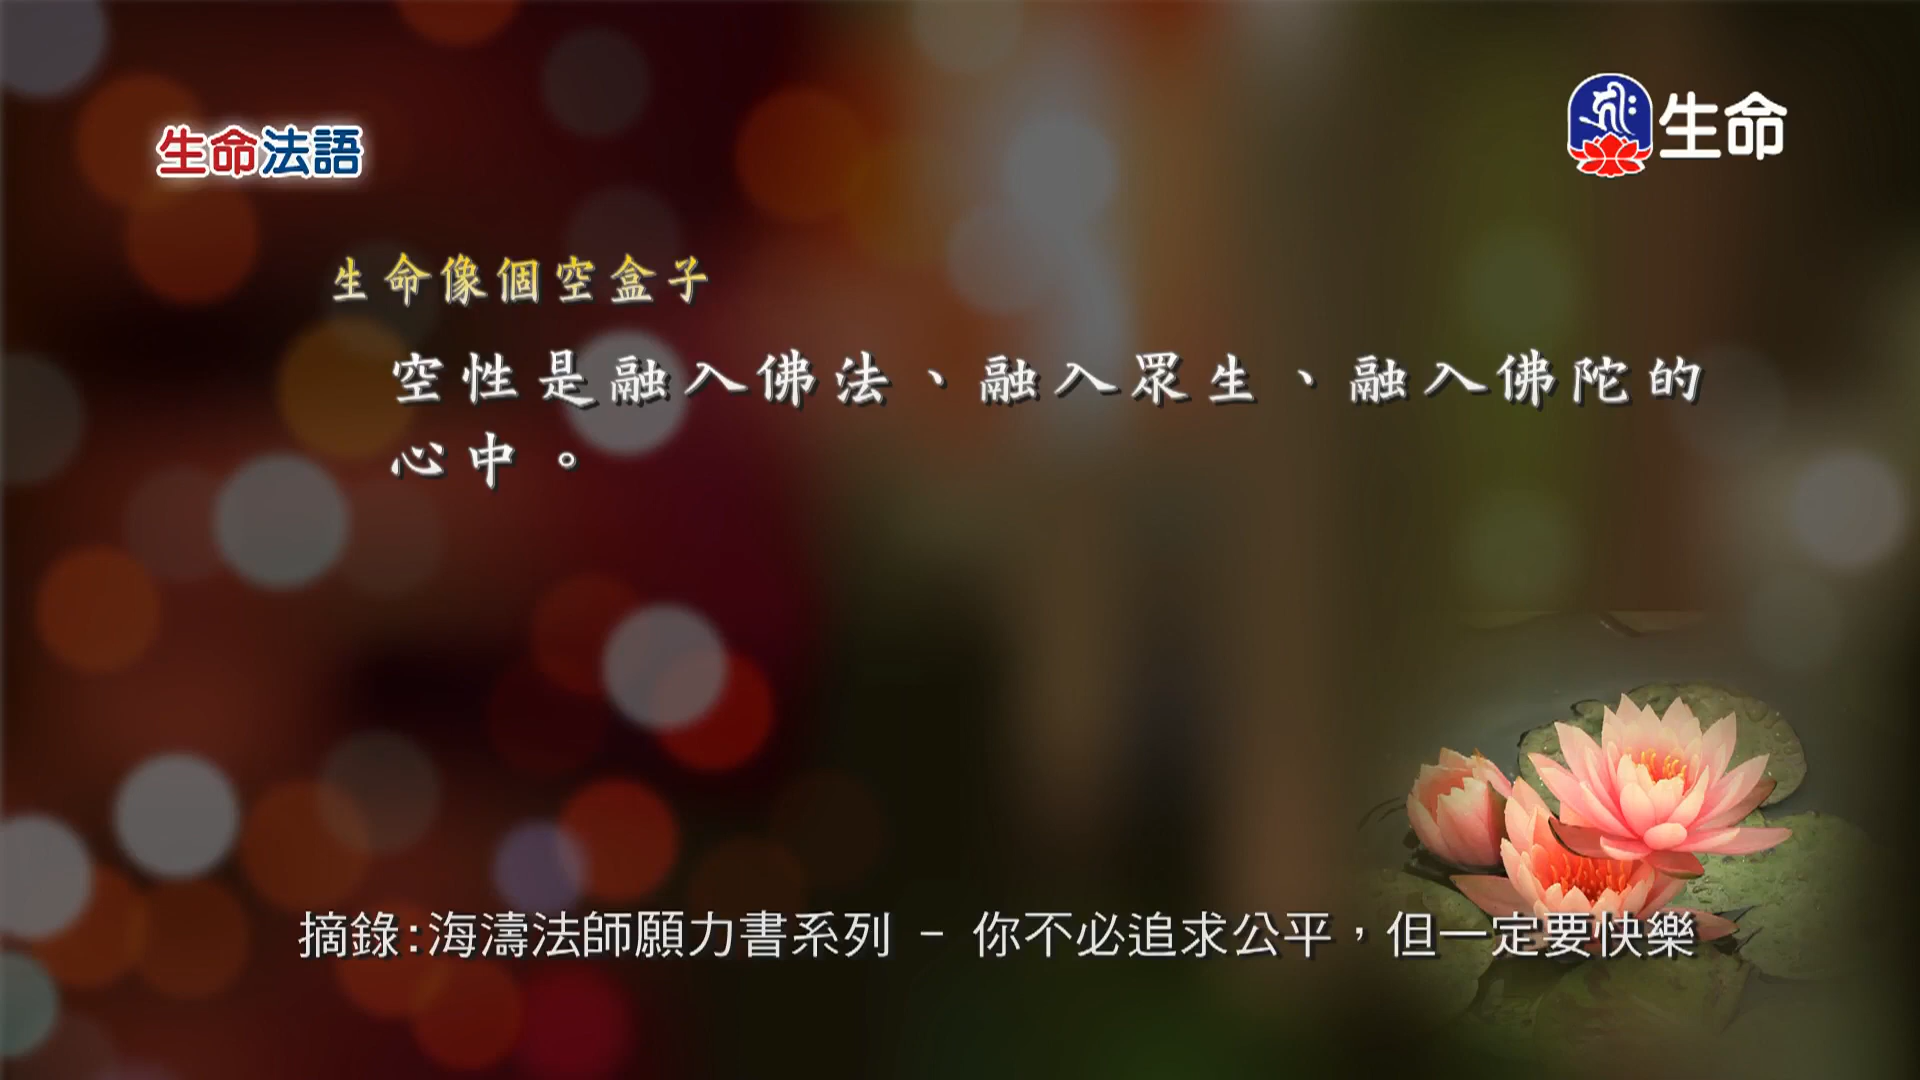 生命法語
生命
生命像個空盒子
空性是融入佛法、融入眾生、融入佛陀的
心中。
摘錄:海濤法師願力書系列 - 你不必追求公平，但一定要快樂